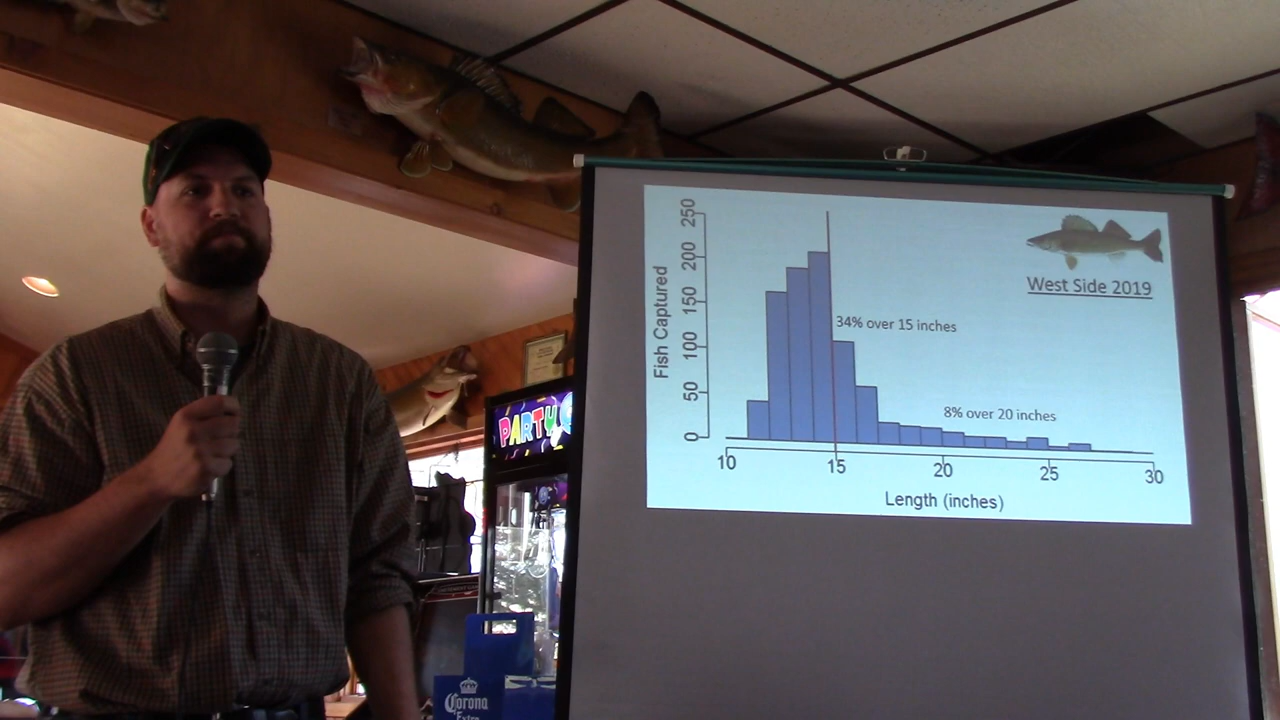 250
200
150
100
50
0
Fish Captured
West Side 2019
34% over 15 inches
8% over 20 inches
10 15 20 25 30
Length (inches)
PARTY
Corona
Extra